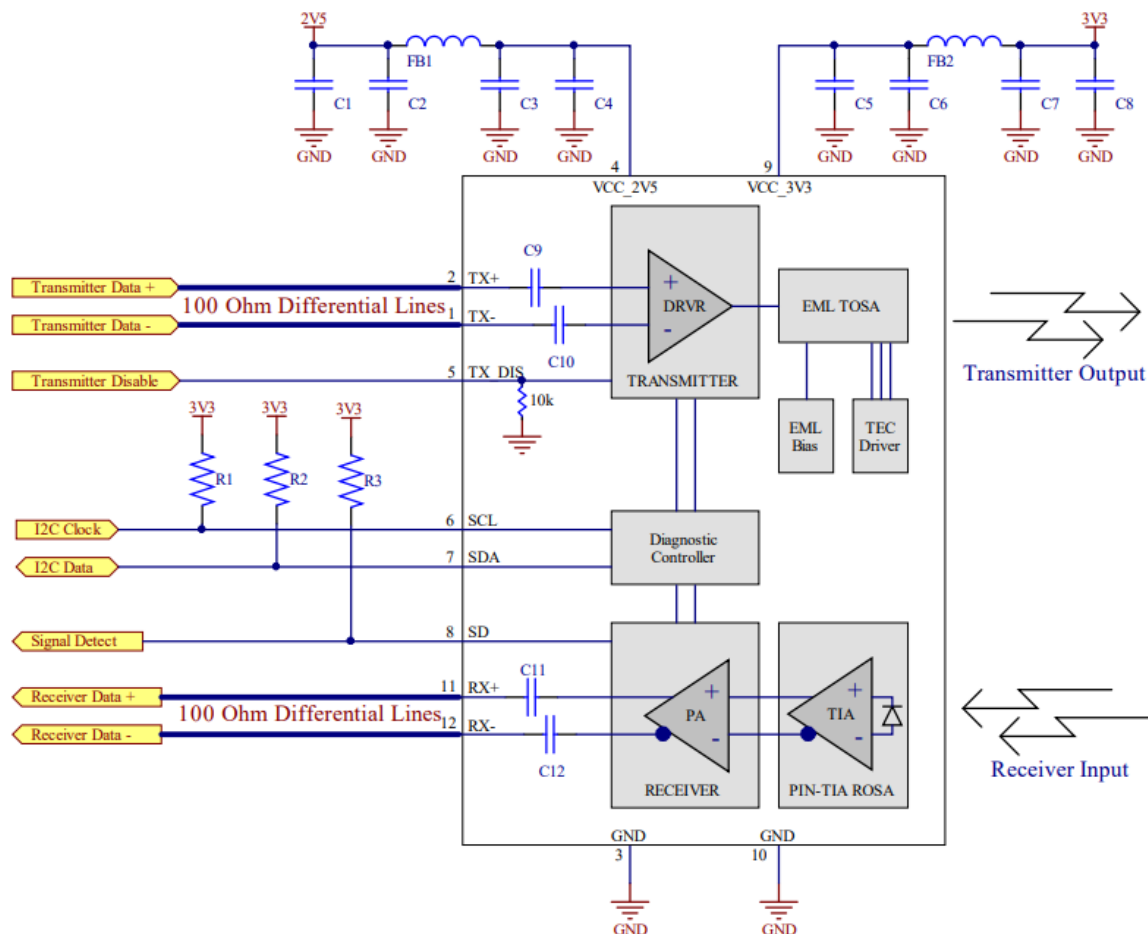 2V5
3V3
FB1
FB2
C1
C2
C3
C4
C5
C6
C7
C8
GND
GND
GND
GND
GND
GND
GND
GND
4
9
VCC_2V5
VCC_3V3
C9
Transmitter Data +
2
TX+
+
DRVR
EML TOSA
100 Ohm Differential Lines
Transmitter Data -
1
TX-
-
C10
Transmitter Output
Transmitter Disable
5
TX_DIS
TRANSMITTER
10k
3V3
3V3
3V3
EML
Bias
TEC
Driver
R1
R2
R3
I2C Clock
6
SCL
Diagnostic
Controller
I2C Data
7
SDA
Signal Detect
8
SD
C11
Receiver Data +
11
RX+
+
+
100 Ohm Differential Lines
PA
TIA
Receiver Data -
12
RX-
-
-
C12
Receiver Input
RECEIVER
PIN-TIA ROSA
GND
GND
3
10
GND
GND